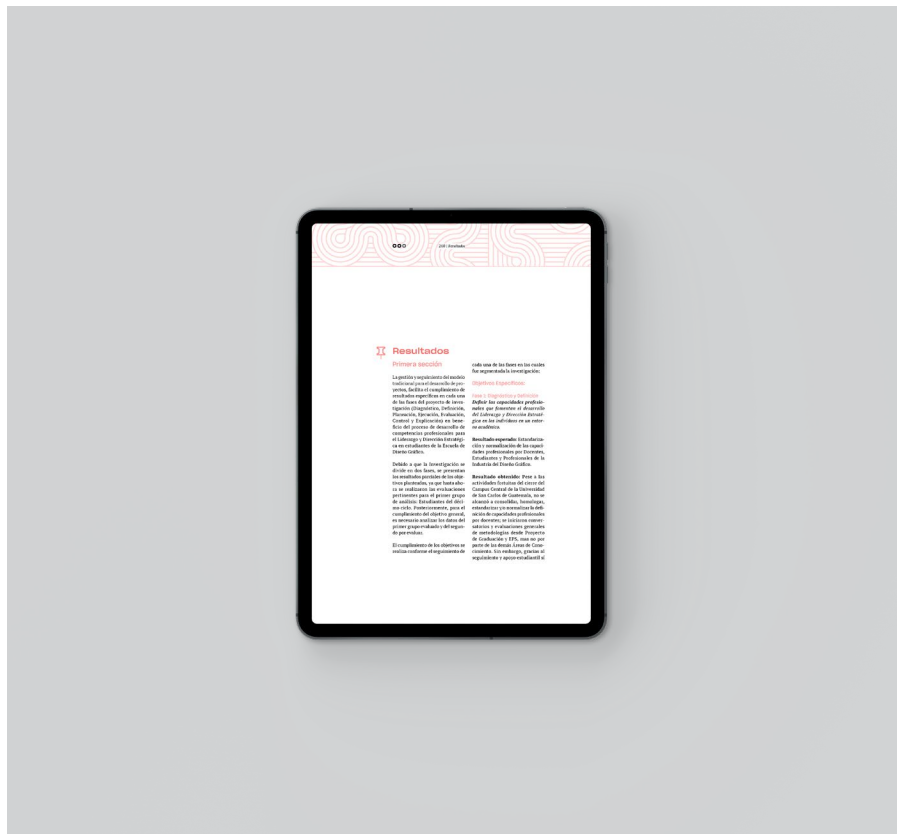 Resultados
Resultados
Primera sección
La gestión y seguimiento del modelo
tradicional para el desarrollo de pro-
yectos, facilita el cumplimiento de
resultados específicos en cada una
de las fases del proyecto de inves-
tigación (Diagnóstico, Definición,
Planeación, Ejecución, Evaluación,
Control y Explicación) en bene-
ficio del proceso de desarrollo de
competencias profesionales para
el Liderazgo y Dirección Estratégi-
ca en estudiantes de la Escuela de
Diseño Gráfico.
Debido a que la Investigación se
divide en dos fases, se presentan
los resultados parciales de los obje-
tivos planteados, ya que hasta aho-
ra se realizaron las evaluaciones
pertinentes para el primer grupo
de análisis: Estudiantes del déci-
mo ciclo. Posteriormente, para el
cumplimiento del objetivo general,
es necesario analizar los datos del
primer grupo evaluado y del segun-
do por evaluar.
El cumplimiento de los objetivos se
realiza conforme el seguimiento de
cada una de las fases en las cuales
fue segmentada la investigación:
Objetivos Específicos:
Fase 1: Diagnóstico y Definición
Definir las capacidades profesio-
nales que fomenten el desarrollo
del Liderazgo y Dirección Estraté-
gica en los individuos en un entor-
no académico.
Resultado esperado: Estandariza-
ción y normalización de las capaci-
dades profesionales por Docentes,
Estudiantes y Profesionales de la
Industria del Diseño Gráfico.
Resultado obtenido: Pese a las
actividades fortuitas del cierre del
Campus Central de la Universidad
de San Carlos de Guatemala, no se
alcanzó a consolidar, homologar,
estandarizar y/o normalizar la defi-
nición de capacidades profesionales
por docentes; se iniciaron conver-
satorios y evaluaciones generales
de metodologías desde Proyecto
de Graduación y EPS, mas no por
parte de las demás Áreas de Cono-
cimiento. Sin embargo, gracias al
seguimiento y apoyo estudiantil al